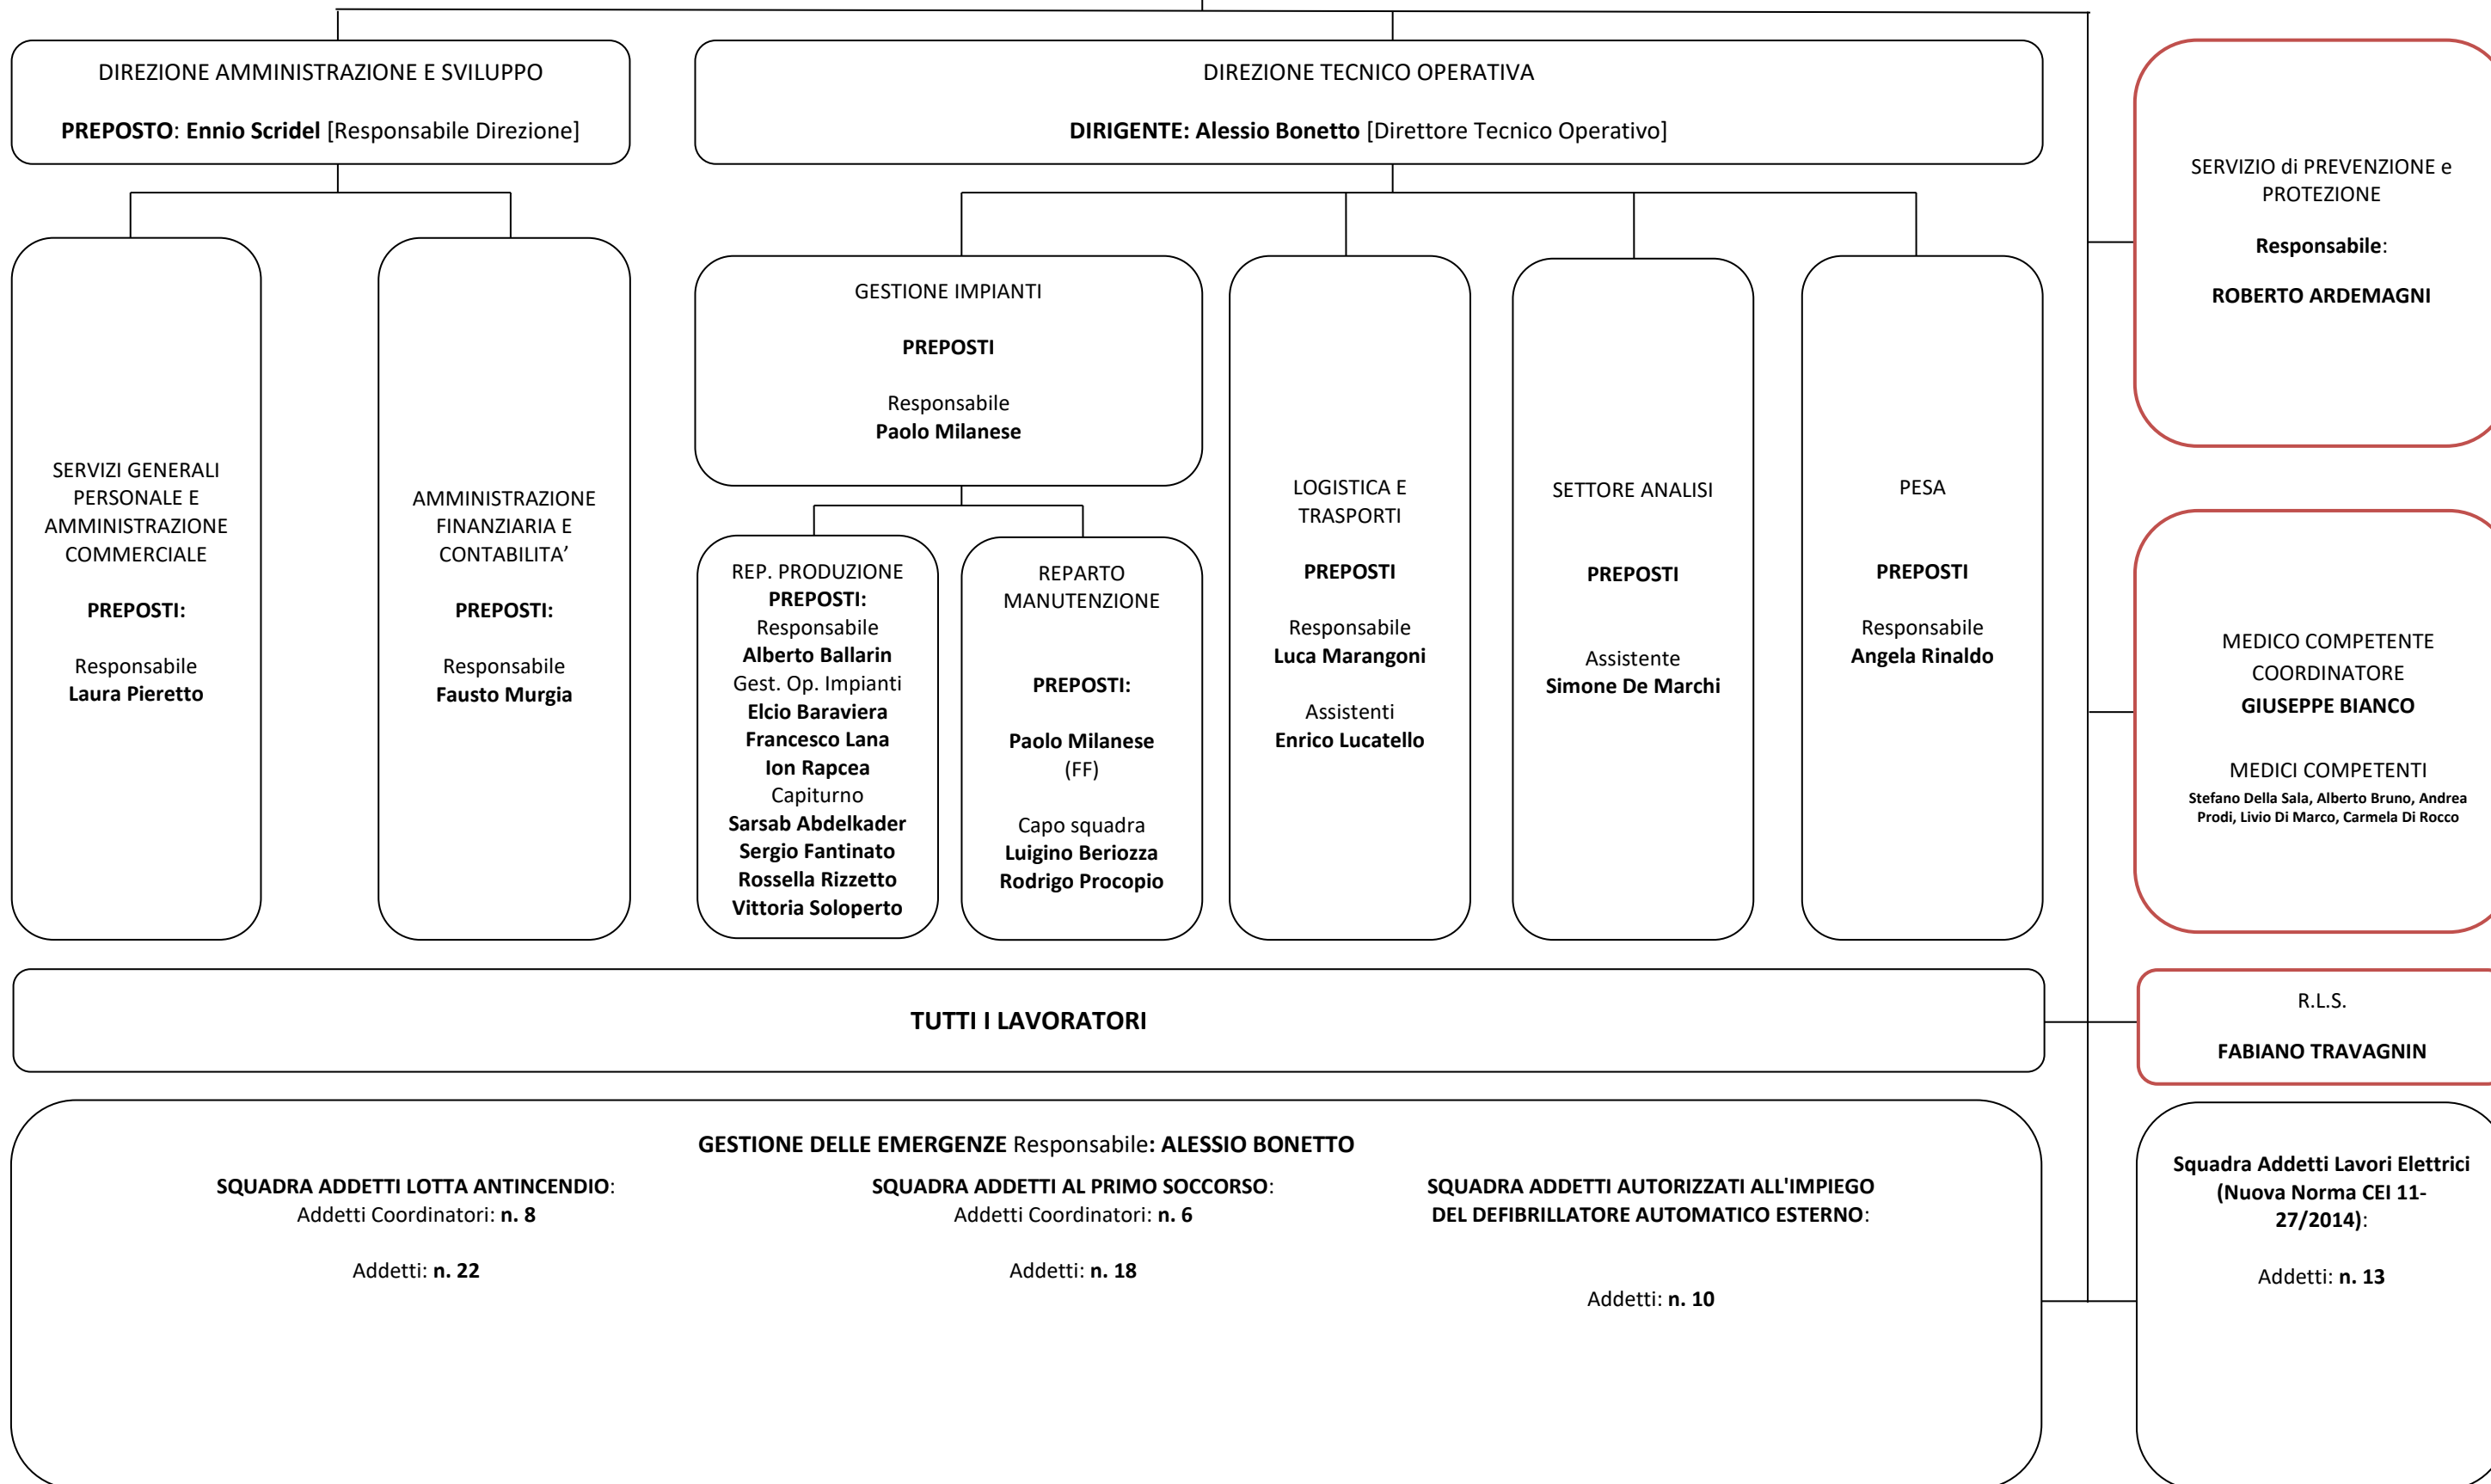 DIREZIONE AMMINISTRAZIONE E SVILUPPO
PREPOSTO: Ennio Scridel [Responsabile Direzione]
DIREZIONE TECNICO OPERATIVA
DIRIGENTE: Alessio Bonetto [Direttore Tecnico Operativo]
SERVIZIO di PREVENZIONE e
PROTEZIONE
Responsabile:
ROBERTO ARDEMAGNI
SERVIZI GENERALI
PERSONALE E
AMMINISTRAZIONE
COMMERCIALE
PREPOSTI:
Responsabile
Laura Pieretto
AMMINISTRAZIONE
FINANZIARIA E
CONTABILITA’
PREPOSTI:
Responsabile
Fausto Murgia
GESTIONE IMPIANTI
PREPOSTI
Responsabile
Paolo Milanese
REP. PRODUZIONE
PREPOSTI:
Responsabile
Alberto Ballarin
Gest. Op. Impianti
Elcio Baraviera
Francesco Lana
Ion Rapcea
Capiturno
Sarsab Abdelkader
Sergio Fantinato
Rossella Rizzetto
Vittoria Soloperto
REPARTO
MANUTENZIONE
PREPOSTI:
Paolo Milanese
(FF)
Capo squadra
Luigino Beriozza
Rodrigo Procopio
LOGISTICA E
TRASPORTI
PREPOSTI
Responsabile
Luca Marangoni
Assistenti
Enrico Lucatello
SETTORE ANALISI
PREPOSTI
Assistente
Simone De Marchi
PESA
PREPOSTI
Responsabile
Angela Rinaldo
MEDICO COMPETENTE
COORDINATORE
GIUSEPPE BIANCO
MEDICI COMPETENTI
Stefano Della Sala, Alberto Bruno, Andrea
Prodi, Livio Di Marco, Carmela Di Rocco
TUTTI I LAVORATORI
R.L.S.
FABIANO TRAVAGNIN
GESTIONE DELLE EMERGENZE Responsabile: ALESSIO BONETTO
SQUADRA ADDETTI LOTTA ANTINCENDIO:
Addetti Coordinatori: n. 8
Addetti: n. 22
SQUADRA ADDETTI AL PRIMO SOCCORSO:
Addetti Coordinatori: n. 6
Addetti: n. 18
SQUADRA ADDETTI AUTORIZZATI ALL'IMPIEGO
DEL DEFIBRILLATORE AUTOMATICO ESTERNO:
Addetti: n. 10
Squadra Addetti Lavori Elettrici
(Nuova Norma CEI 11-
27/2014):
Addetti: n. 13